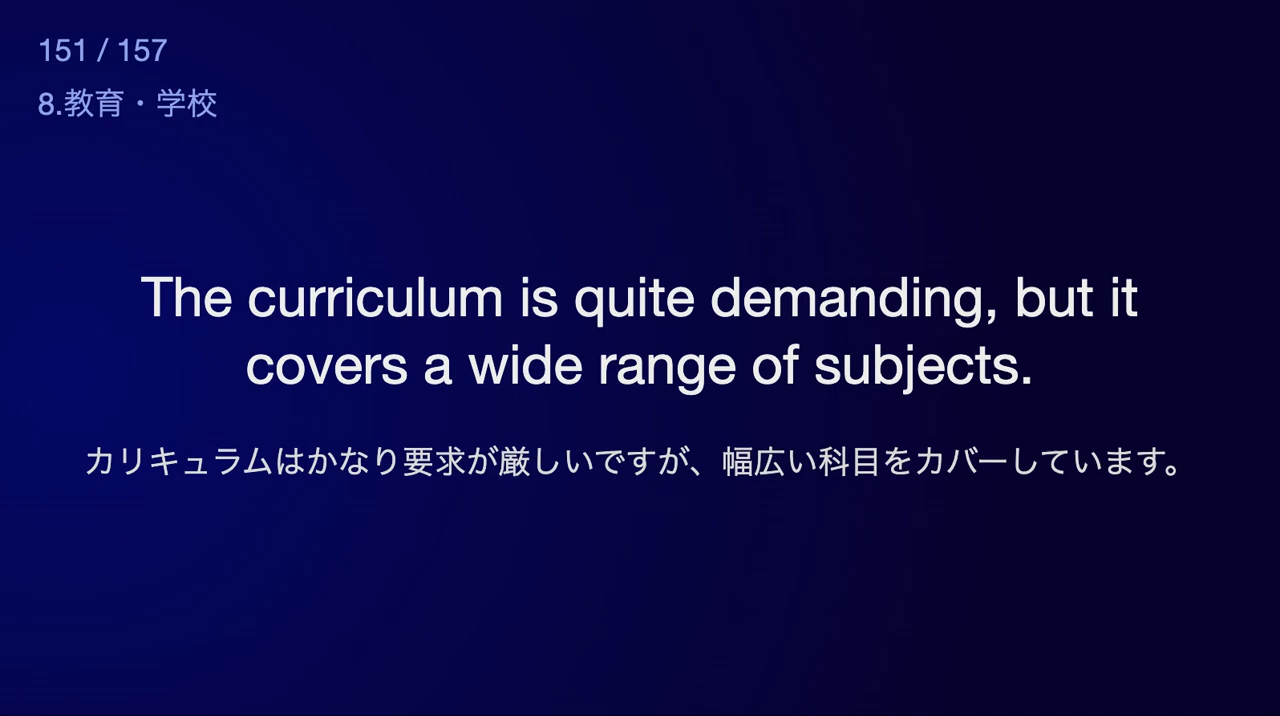 151 / 157
8.教育・学校
The curriculum is quite demanding, but it
covers a wide range of subjects.
カリキュラムはかなり要求が厳しいですが、幅広い科目をカバーしています。